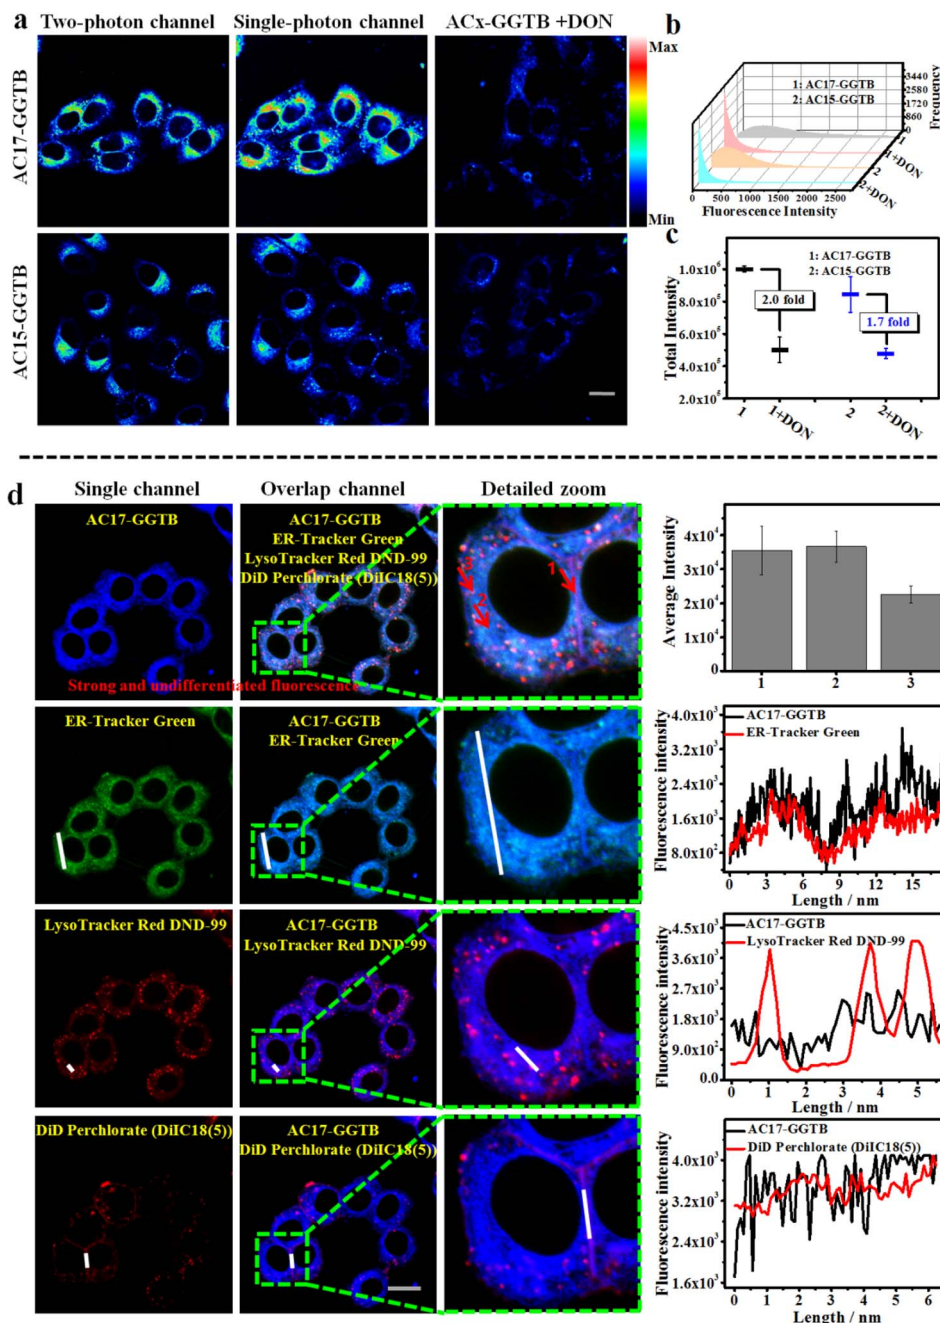 a
Two-photon channel
Single-photon channel
ACx-GGTB +DON
AC17-GGTB
AC15-GGTB
Max
Min
b
1: AC17-GGTB
2: AC15-GGTB
3440
2580
1720
860
0
Frequency
1
1+DON
2
2+DON
0 500 1000 1500 2000 2500
Fluorescence Intensity
c
1: AC17-GGTB
2: AC15-GGTB
Total Intensity
1.0x10⁶
8.0x10⁵
6.0x10⁵
4.0x10⁵
2.0x10⁵
2.0 fold
1.7 fold
1 1+DON 2 2+DON
d
Single channel
Overlap channel
Detailed zoom
AC17-GGTB
Strong and undifferentiated fluorescence
AC17-GGTB
ER-Tracker Green
LysoTracker Red DND-99
DiD Perchlorate (DiIC18(5))
3
2
1
Average Intensity
4x10⁴
3x10⁴
2x10⁴
1x10⁴
0
1 2 3
ER-Tracker Green
AC17-GGTB
ER-Tracker Green
AC17-GGTB
ER-Tracker Green
Fluorescence intensity
4.0x10³
3.2x10³
2.4x10³
1.6x10³
8.0x10²
0 3 6 9 12 15
Length / nm
LysoTracker Red DND-99
AC17-GGTB
LysoTracker Red DND-99
AC17-GGTB
LysoTracker Red DND-99
Fluorescence intensity
4.5x10³
3.6x10³
2.7x10³
1.8x10³
9.0x10²
0.0
0 1 2 3 4 5
Length / nm
DiD Perchlorate (DiIC18(5))
AC17-GGTB
DiD Perchlorate (DiIC18(5))
AC17-GGTB
DiD Perchlorate (DiIC18(5))
Fluorescence intensity
4.0x10³
3.2x10³
2.4x10³
1.6x10³
0 1 2 3 4 5 6
Length / nm